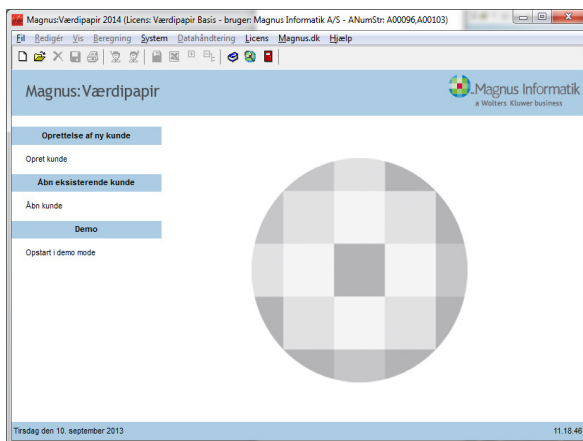 Magnus:Værdipapir 2014 (Licens: Værdipapir Basis - bruger: Magnus Informatik A/S - ANumStr: A00096,A00103)
Fil Redigér Vis Beregning System Datahåndtering Licens Magnus.dk Hjælp
Magnus:Værdipapir
Magnus Informatik
a Wolters Kluwer business
Oprettelse af ny kunde
Opret kunde
Åbn eksisterende kunde
Åbn kunde
Demo
Opstart i demo mode
Tirsdag den 10. september 2013 11.18.46